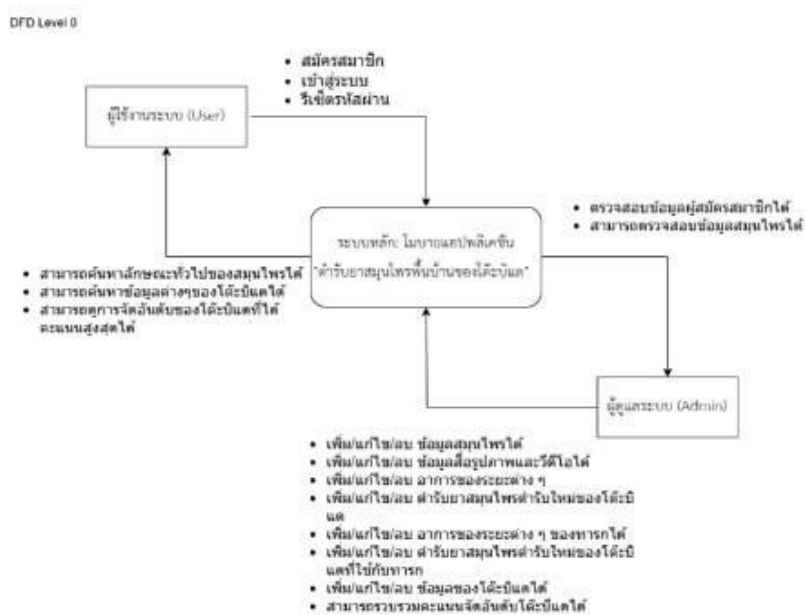 DFD Level 0
• สมัครสมาชิก
• เข้าสู่ระบบ
• รีเซ็ตรหัสผ่าน
ผู้ใช้งานระบบ (User)
• ตรวจสอบข้อมูลผู้สมัครสมาชิกได้
• สามารถตรวจสอบข้อมูลสมุนไพรได้
ระบบหลัก: โมบายแอปพลิเคชัน
"ตำรับยาสมุนไพรพื้นบ้านของโต๊ะบิแด"
• สามารถค้นหาลักษณะทั่วไปของสมุนไพรได้
• สามารถค้นหาข้อมูลต่างๆของโต๊ะบิแดได้
• สามารถดูการจัดอันดับของโต๊ะบิแดที่ได้
คะแนนสูงสุดได้
ผู้ดูแลระบบ (Admin)
• เพิ่ม/แก้ไข/ลบ ข้อมูลสมุนไพรได้
• เพิ่ม/แก้ไข/ลบ ข้อมูลสื่อรูปภาพและวีดีโอได้
• เพิ่ม/แก้ไข/ลบ อาการของระยะต่าง ๆ
• เพิ่ม/แก้ไข/ลบ ตำรับยาสมุนไพรตำรับใหม่ของโต๊ะบิ
แด
• เพิ่ม/แก้ไข/ลบ อาการของระยะต่าง ๆ ของทารกได้
• เพิ่ม/แก้ไข/ลบ ตำรับยาสมุนไพรตำรับใหม่ของโต๊ะบิ
แดที่ใช้กับทารก
• เพิ่ม/แก้ไข/ลบ ข้อมูลของโต๊ะบิแดได้
• สามารถรวบรวมคะแนนจัดอันดับโต๊ะบิแดได้